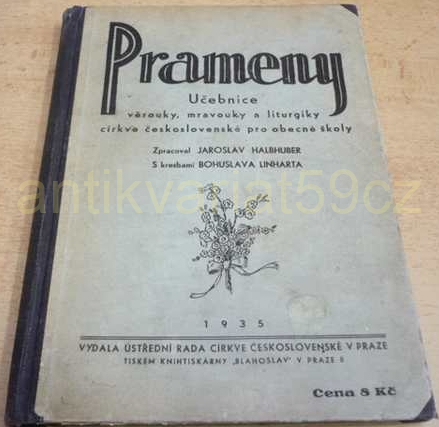 Prameny
Učebnice
věrouky, mravouky a liturgiky
církve československé pro obecné školy
Zpracoval JAROSLAV HALBHUBER
S kresbami BOHUSLAVA LINHARTA
antikvariat59cz
1935
VYDALA ÚSTŘEDNÍ RADA CÍRKVE ČESKOSLOVENSKÉ V PRAZE
TISKEM KNIHTISKÁRNY „BLAHOSLAV" V PRAZE
Cena 8 Kč